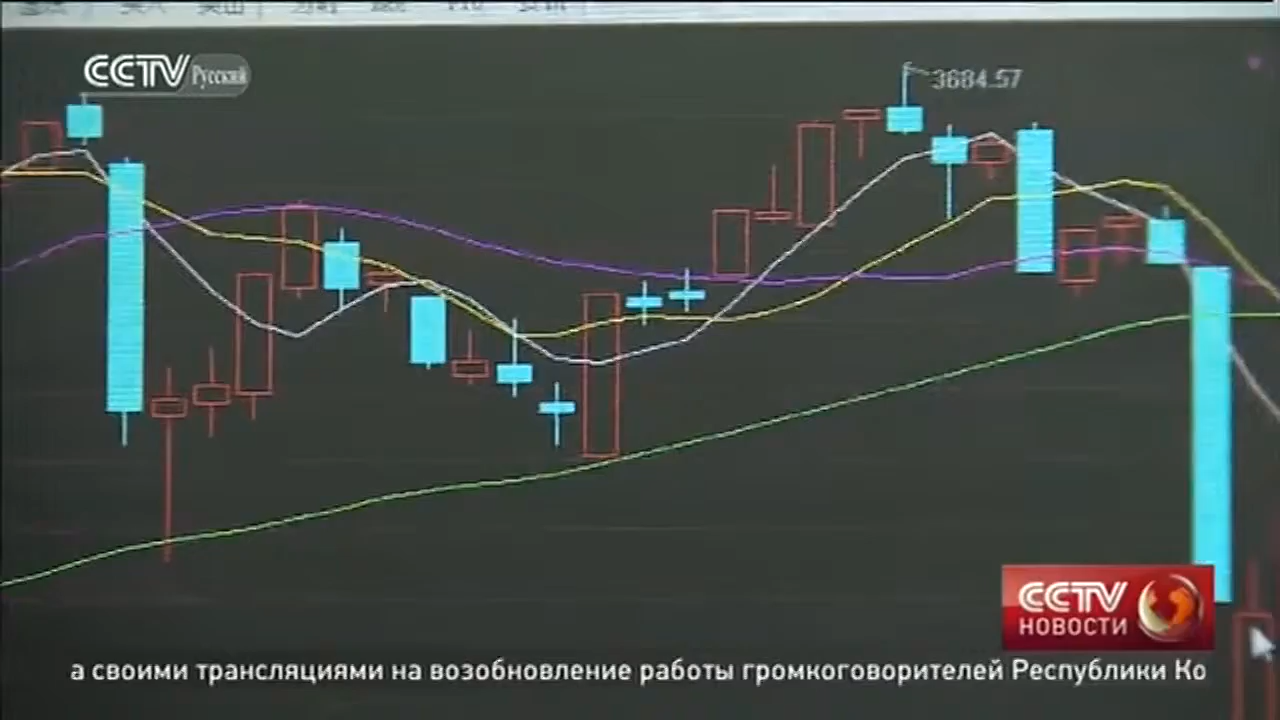 CCTV Русский
3684.57
CCTV
НОВОСТИ
а своими трансляциями на возобновление работы громкоговорителей Республики Ко